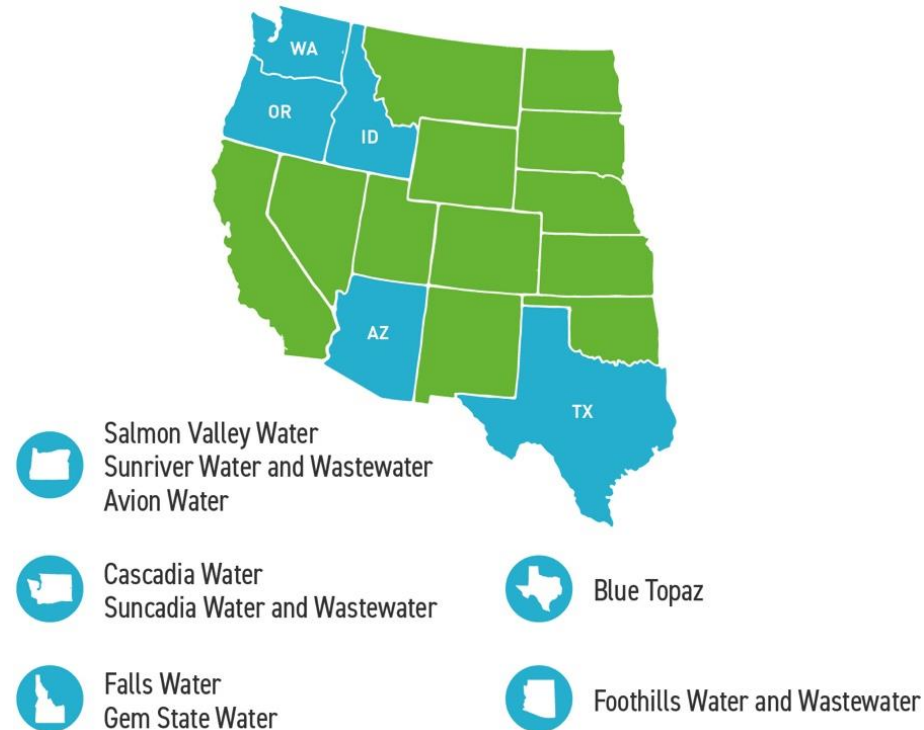 WA
OR
ID
AZ
TX
Salmon Valley Water
Sunriver Water and Wastewater
Avion Water
Cascadia Water
Suncadia Water and Wastewater
Blue Topaz
Falls Water
Gem State Water
Foothills Water and Wastewater